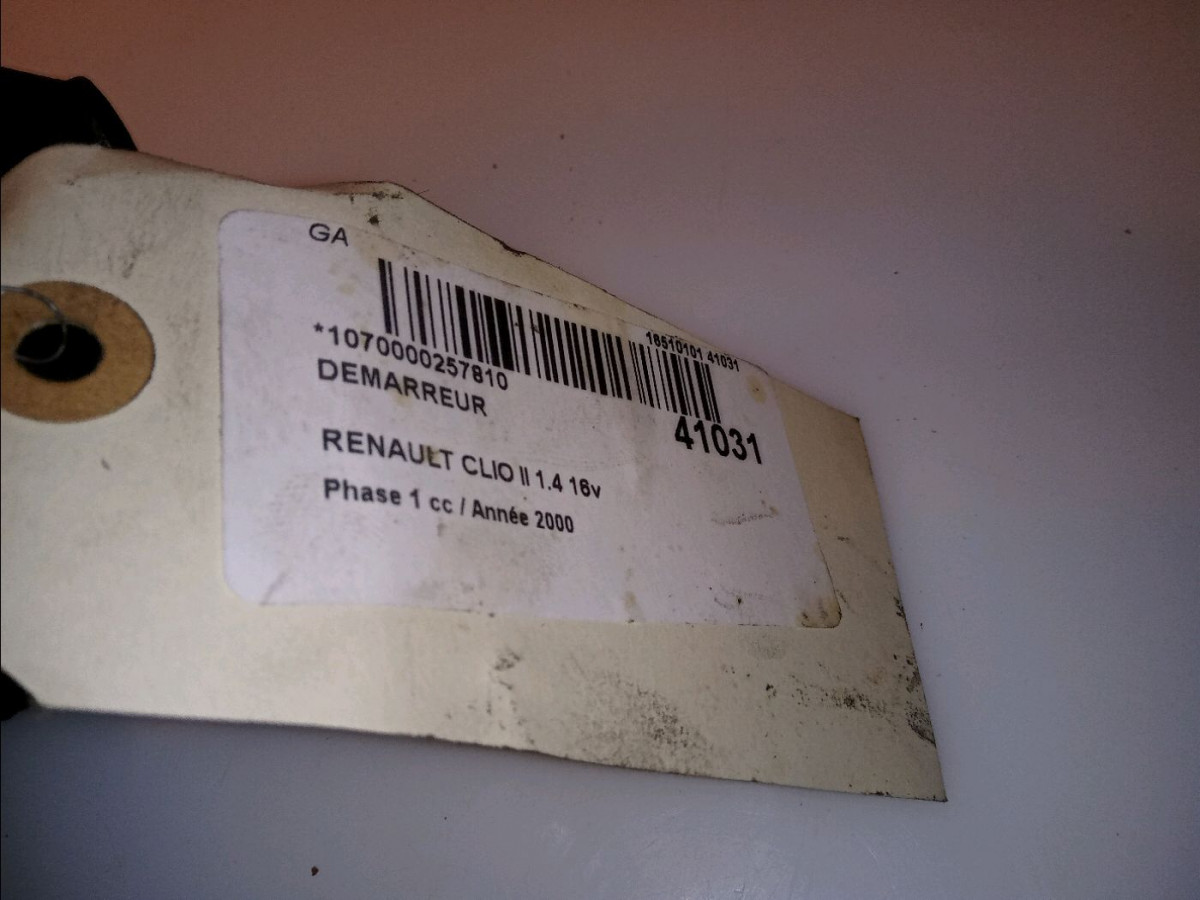 GA
16510101 41031
*1070000257810
41031
DEMARREUR
RENAULT CLIO II 1.4 16v
Phase 1 cc / Année 2000